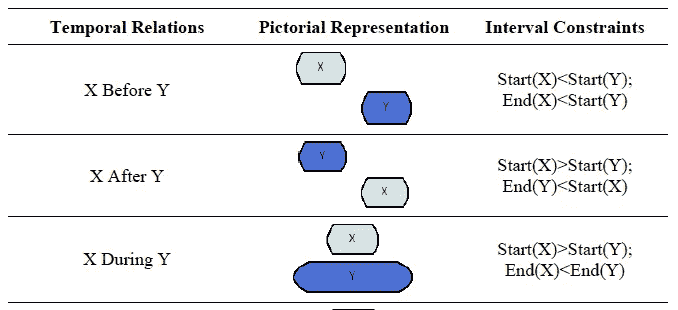 Temporal Relations Pictorial Representation Interval Constraints
X
X Before Y
Start(X)<Start(Y);
End(X)<Start(Y)
Y
Y
X After Y
Start(X)>Start(Y);
End(Y)<Start(X)
X
X
X During Y
Start(X)>Start(Y);
End(X)<End(Y)
Y